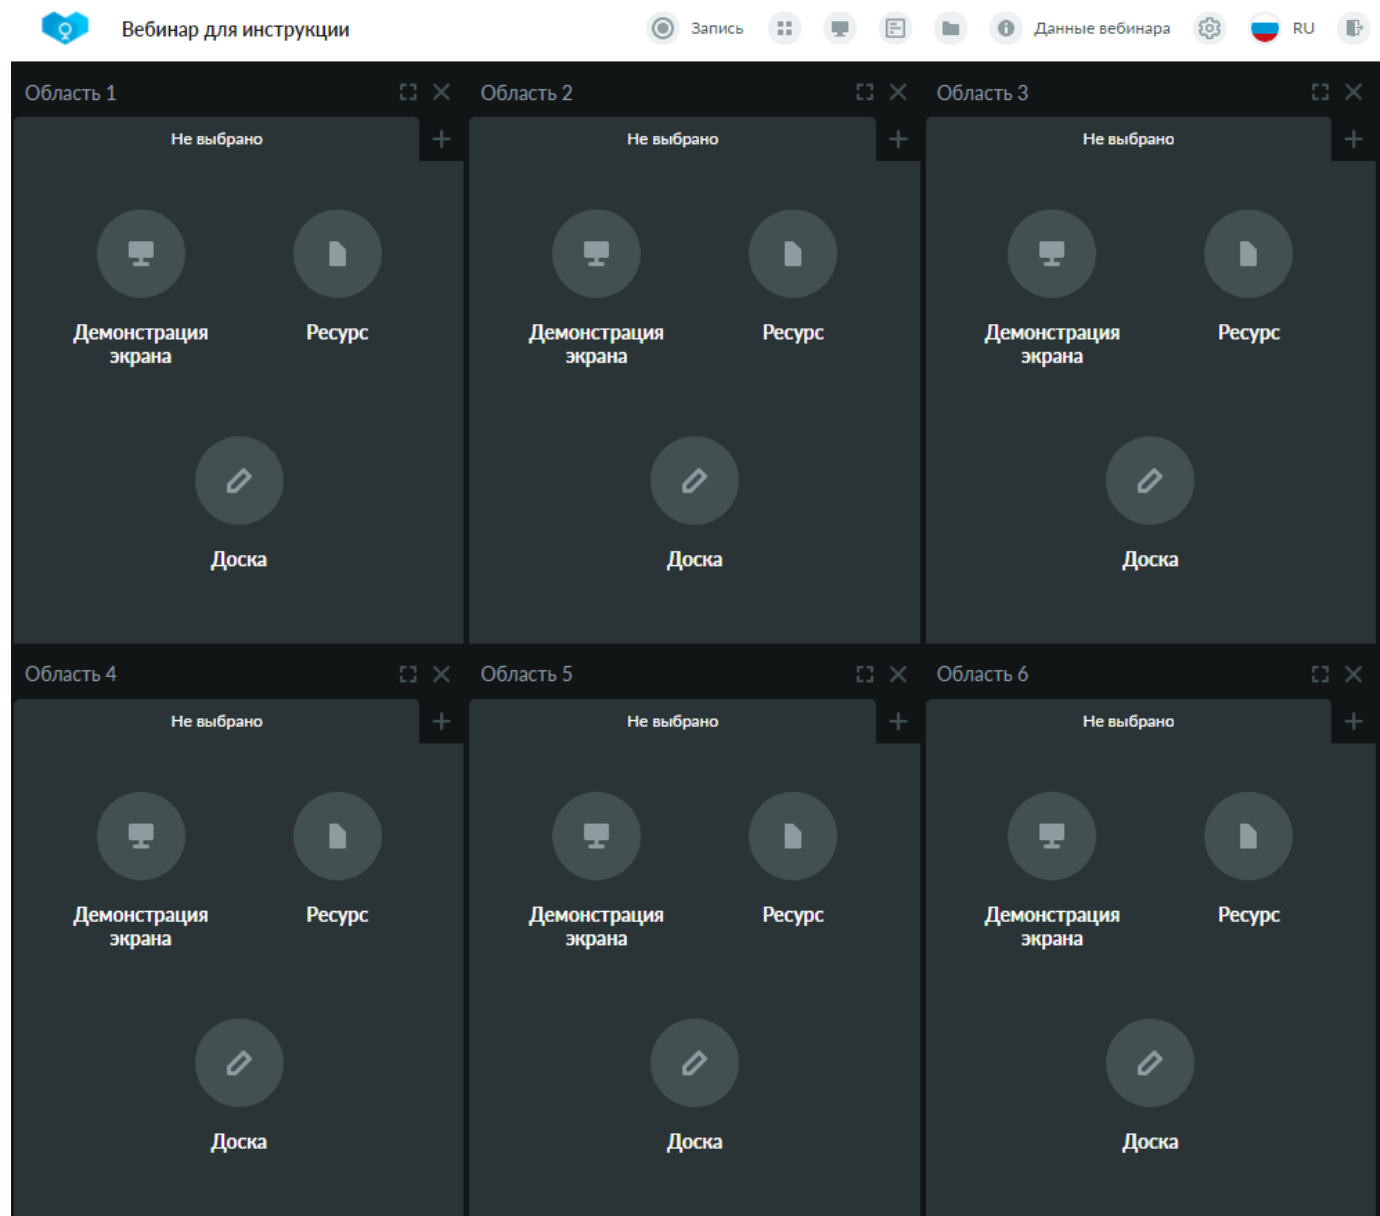 Вебинар для инструкции
Запись
Данные вебинара
RU
Область 1
Область 2
Область 3
Не выбрано
Не выбрано
Не выбрано
Демонстрация
экрана
Ресурс
Демонстрация
экрана
Ресурс
Демонстрация
экрана
Ресурс
Доска
Доска
Доска
Область 4
Область 5
Область 6
Не выбрано
Не выбрано
Не выбрано
Демонстрация
экрана
Ресурс
Демонстрация
экрана
Ресурс
Демонстрация
экрана
Ресурс
Доска
Доска
Доска